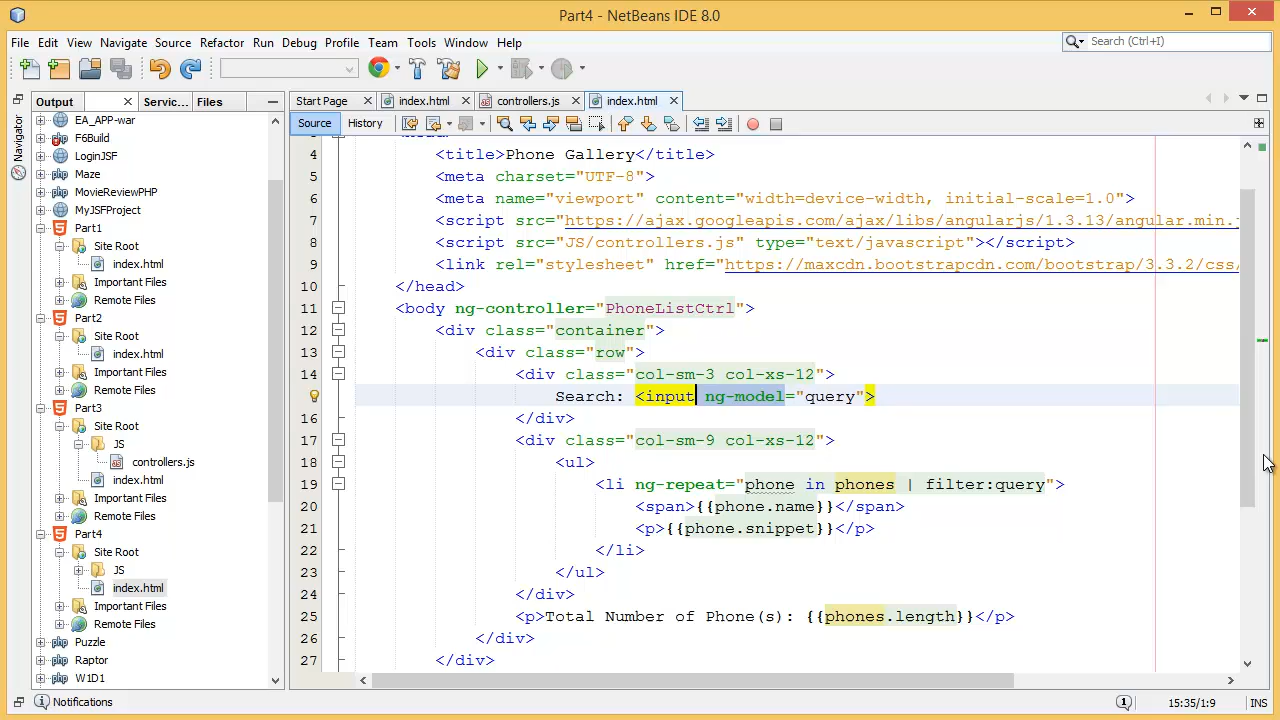 Part4 - NetBeans IDE 8.0
File Edit View Navigate Source Refactor Run Debug Profile Team Tools Window Help
Search (Ctrl+I)
Output Servic... Files
Start Page index.html controllers.js index.html
Source History
Navigator
EA_APP-war
F6Build
LoginJSF
Maze
MovieReviewPHP
MyJSFProject
Part1
Site Root
index.html
Important Files
Remote Files
Part2
Site Root
index.html
Important Files
Remote Files
Part3
Site Root
JS
controllers.js
index.html
Important Files
Remote Files
Part4
Site Root
JS
index.html
Important Files
Remote Files
Puzzle
Raptor
W1D1
4 <title>Phone Gallery</title>
5 <meta charset="UTF-8">
6 <meta name="viewport" content="width=device-width, initial-scale=1.0">
7 <script src="https://ajax.googleapis.com/ajax/libs/angularjs/1.3.13/angular.min.j
8 <script src="JS/controllers.js" type="text/javascript"></script>
9 <link rel="stylesheet" href="https://maxcdn.bootstrapcdn.com/bootstrap/3.3.2/css/
10 </head>
11 <body ng-controller="PhoneListCtrl">
12 <div class="container">
13 <div class="row">
14 <div class="col-sm-3 col-xs-12">
Search: <input ng-model="query">
16 </div>
17 <div class="col-sm-9 col-xs-12">
18 <ul>
19 <li ng-repeat="phone in phones | filter:query">
20 <span>{{phone.name}}</span>
21 <p>{{phone.snippet}}</p>
22 </li>
23 </ul>
24 </div>
25 <p>Total Number of Phone(s): {{phones.length}}</p>
26 </div>
27 </div>
Notifications
15:35/1:9 INS